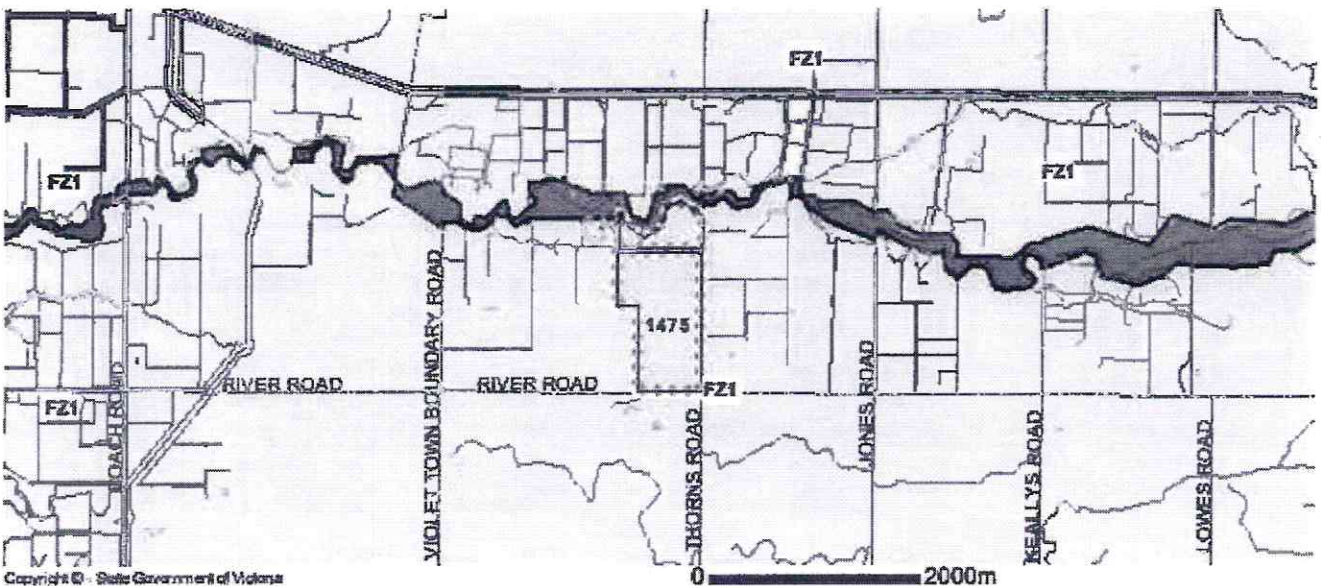 FZ1
FZ1
FZ1
1475
RIVER ROAD
RIVER ROAD
FZ1
FZ1
ROACH ROAD
VIOLET TOWN BOUNDARY ROAD
THORNS ROAD
JONES ROAD
KEALLYS ROAD
LOWES ROAD
Copyright © - State Government of Victoria
0
2000m